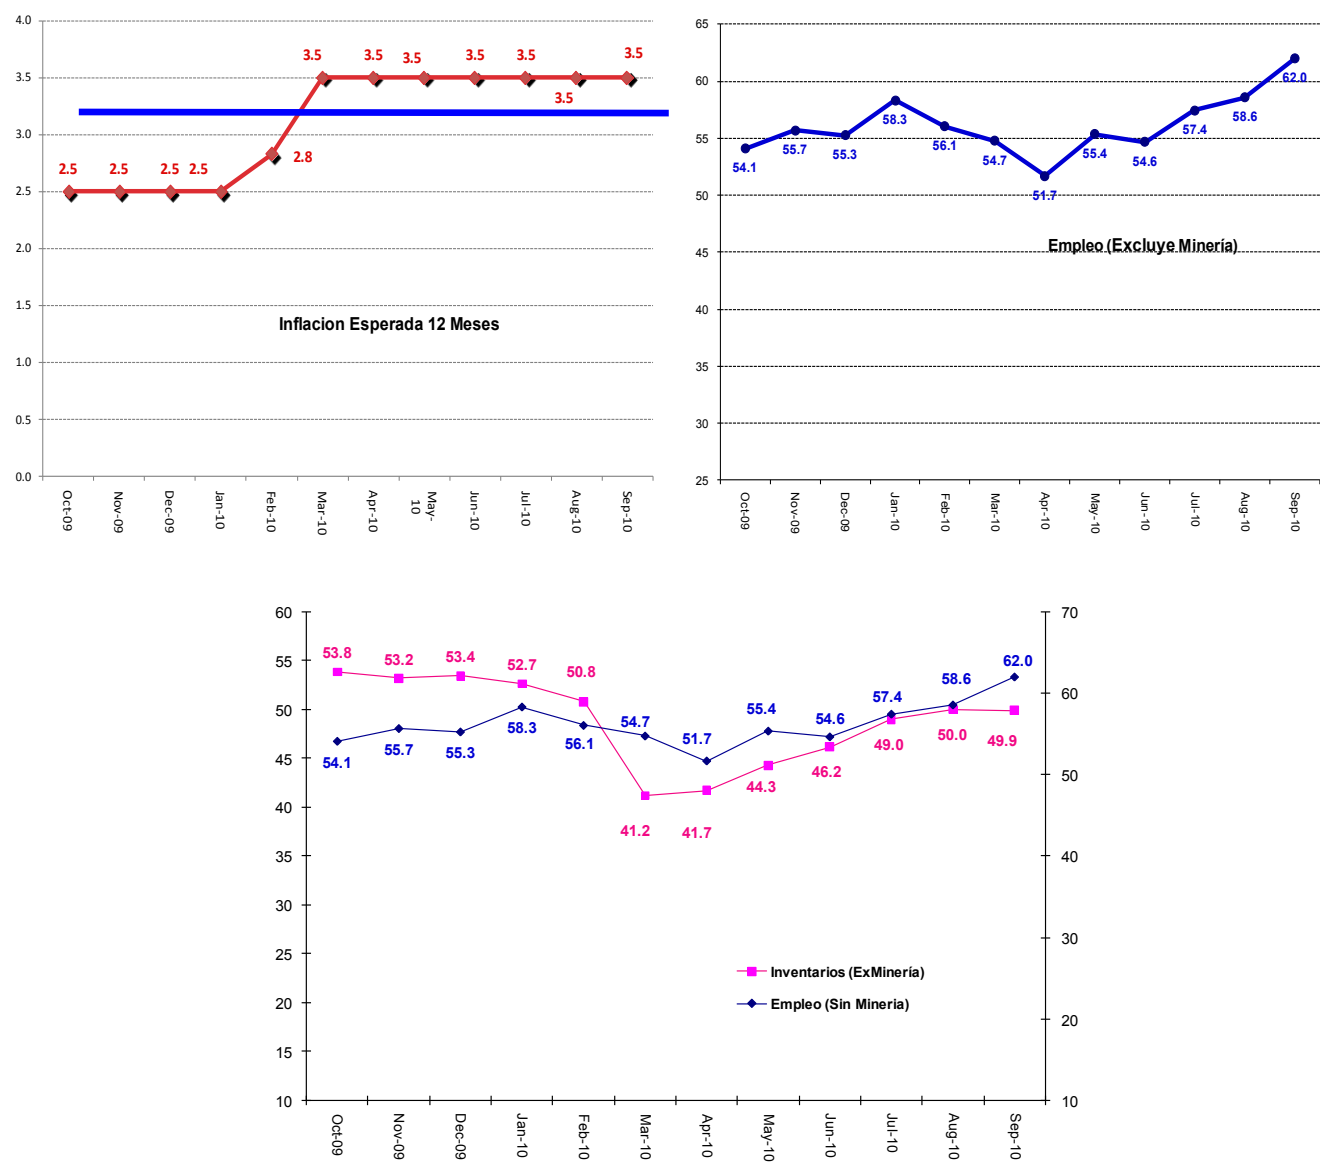 4.0
3.5
3.0
2.5
2.0
1.5
1.0
0.5
0.0
2.5
2.5
2.5
2.5
2.8
3.5
3.5
3.5
3.5
3.5
3.5
3.5
Inflacion Esperada 12 Meses
Oct-09
Nov-09
Dec-09
Jan-10
Feb-10
Mar-10
Apr-10
May-
10
Jun-10
Jul-10
Aug-10
Sep-10
65
60
55
50
45
40
35
30
25
54.1
55.7
55.3
58.3
56.1
54.7
51.7
55.4
54.6
57.4
58.6
62.0
Empleo (Excluye Minería)
Oct-09
Nov-09
Dec-09
Jan-10
Feb-10
Mar-10
Apr-10
May-10
Jun-10
Jul-10
Aug-10
Sep-10
60
55
50
45
40
35
30
25
20
15
10
53.8
53.2
53.4
52.7
50.8
41.2
41.7
44.3
46.2
49.0
50.0
49.9
54.1
55.7
55.3
58.3
56.1
54.7
51.7
55.4
54.6
57.4
58.6
62.0
Inventarios (ExMinería)
Empleo (Sin Mineria)
70
60
50
40
30
20
10
Oct-09
Nov-09
Dec-09
Jan-10
Feb-10
Mar-10
Apr-10
May-10
Jun-10
Jul-10
Aug-10
Sep-10